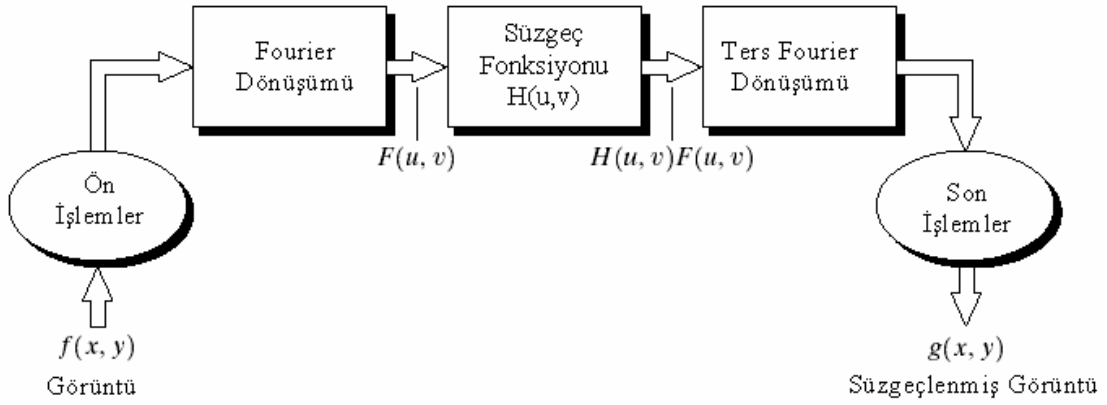 Fourier
Dönüşümü
Süzgeç
Fonksiyonu
H(u,v)
Ters Fourier
Dönüşümü
F(u, v)
H(u, v)F(u, v)
Ön
İşlemler
Son
İşlemler
f(x, y)
Görüntü
g(x, y)
Süzgeçlenmiş Görüntü